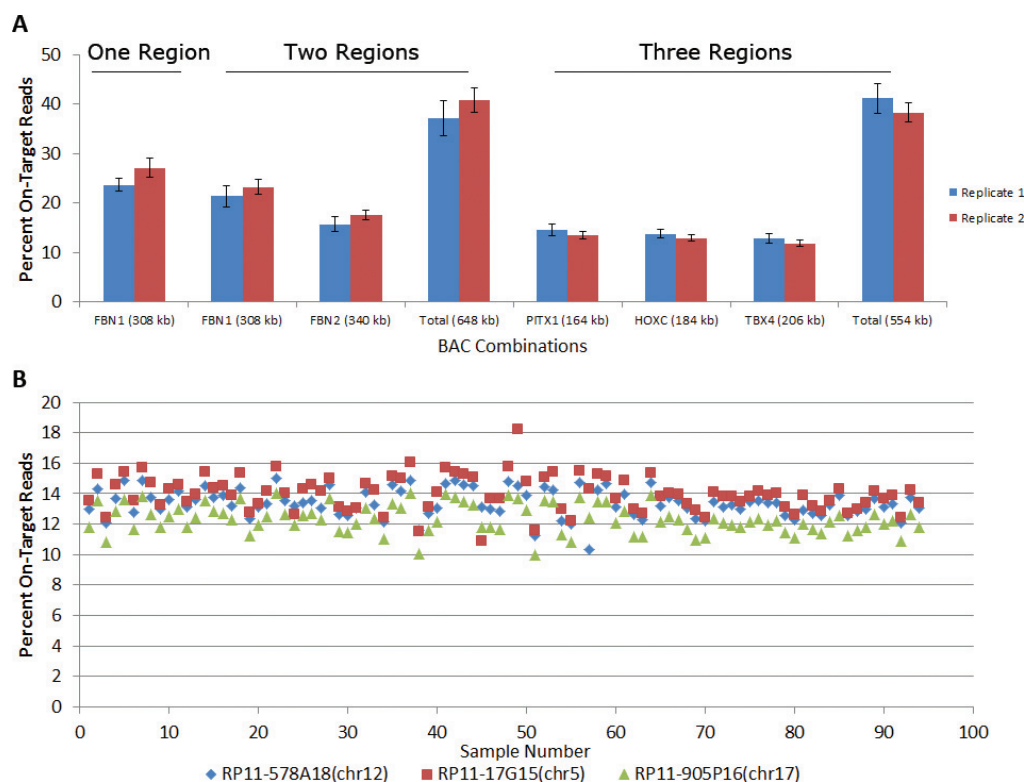 A
One Region
Two Regions
Three Regions
Percent On-Target Reads
50
40
30
20
10
0
FBN1 (308 kb)
FBN1 (308 kb)
FBN2 (340 kb)
Total (648 kb)
PITX1 (164 kb)
HOXC (184 kb)
TBX4 (206 kb)
Total (554 kb)
BAC Combinations
Replicate 1
Replicate 2
B
Percent On-Target Reads
20
18
16
14
12
10
8
6
4
2
0
0
10
20
30
40
50
60
70
80
90
100
Sample Number
RP11-578A18(chr12)
RP11-17G15(chr5)
RP11-905P16(chr17)